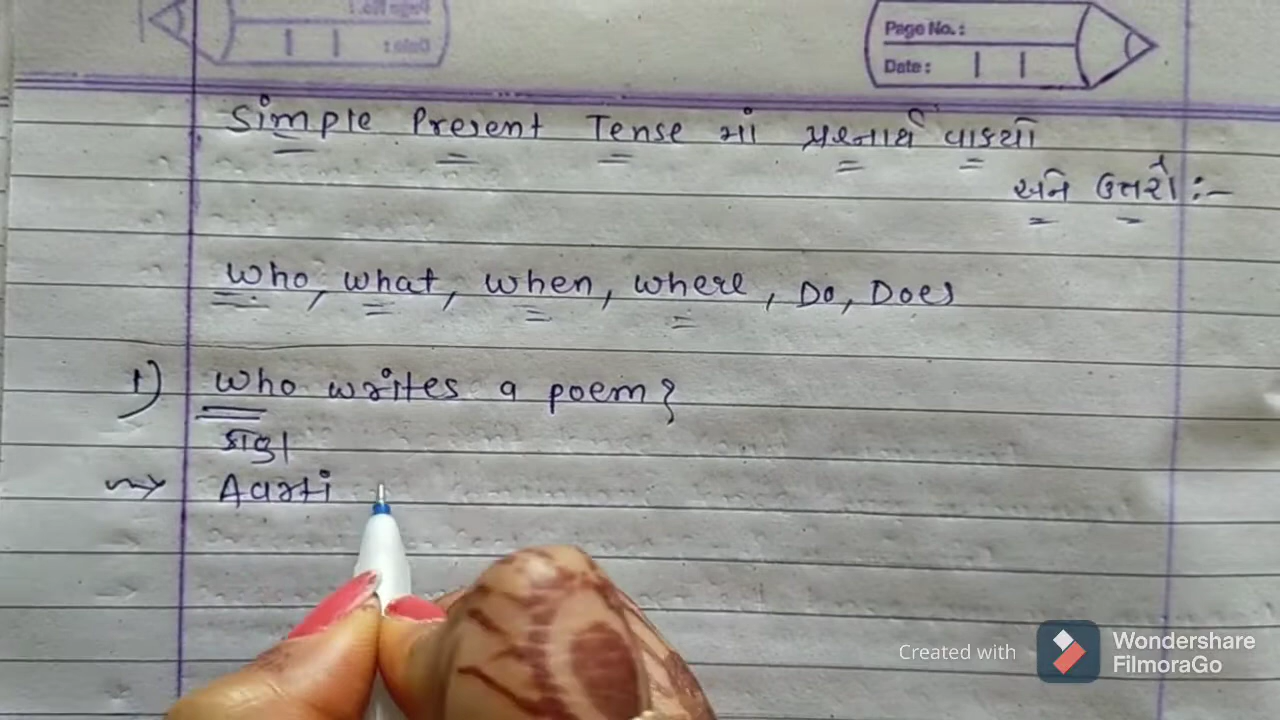 Page No. :
Date :
Simple Present Tense માં પ્રશ્નાર્થ વાક્યો
અને ઉત્તરો :-
Who, what, when, where, Do, Does
1) Who writes a poem?
કોણ
Aarti
Created with
Wondershare
FilmoraGo